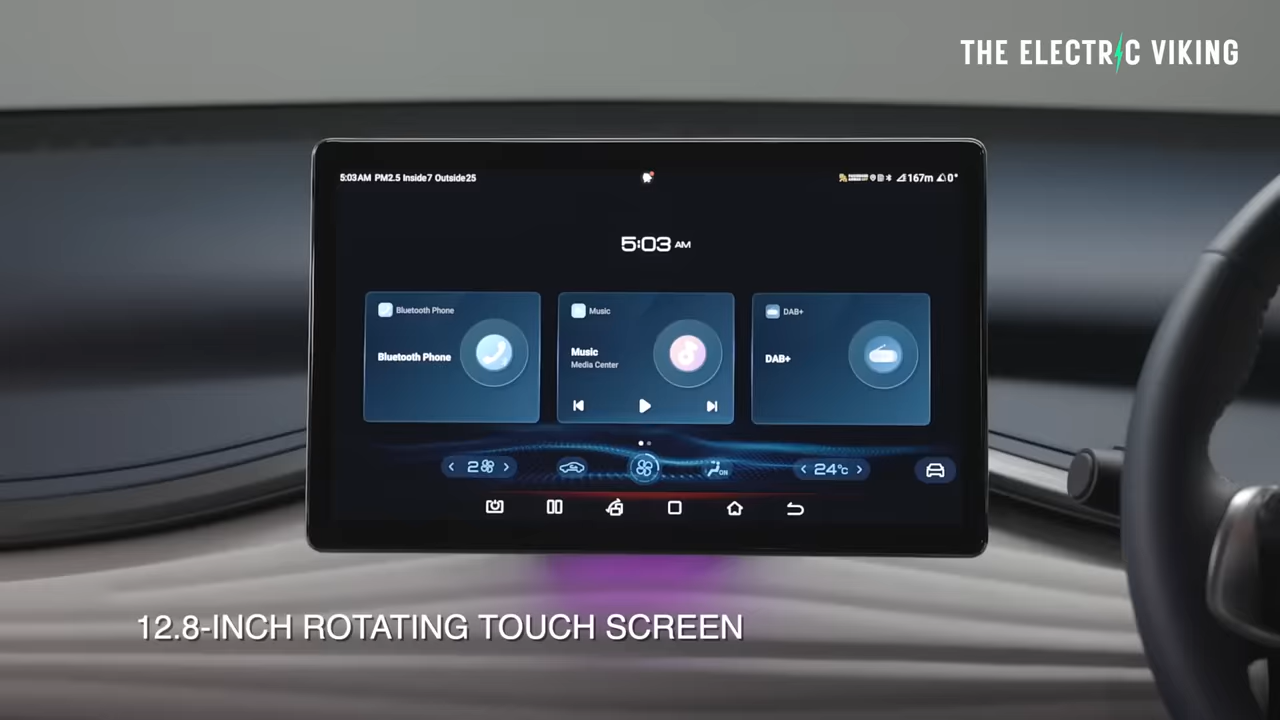 THE ELECTRIC VIKING
5:03AM PM2.5 Inside7 Outside25
167m 0°
5:03 AM
Bluetooth Phone
Bluetooth Phone
Music
Music
Media Center
DAB+
DAB+
2
ON
24°c
12.8-INCH ROTATING TOUCH SCREEN